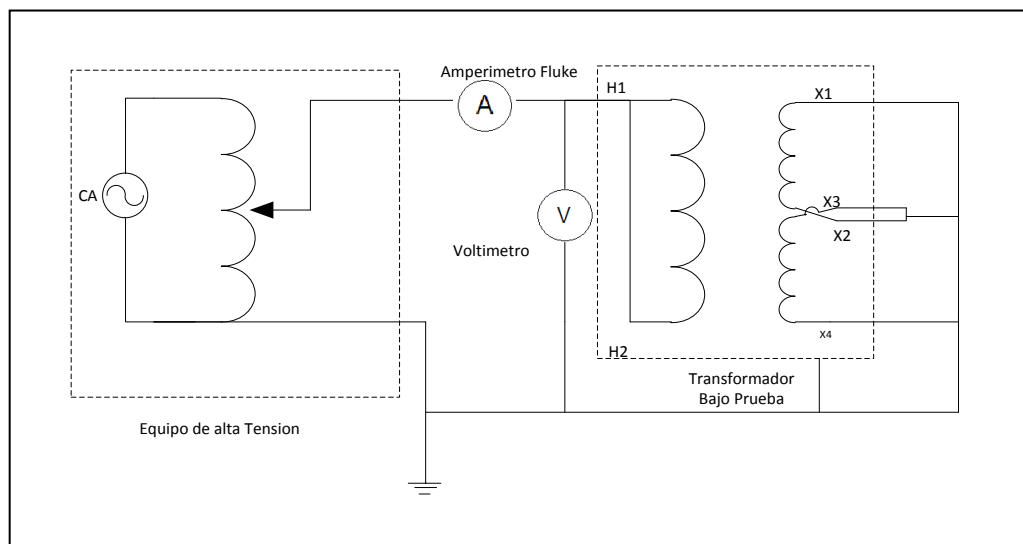 Amperimetro Fluke
H1
X1
A
CA
X3
V
X2
Voltimetro
X4
H2
Transformador
Bajo Prueba
Equipo de alta Tension